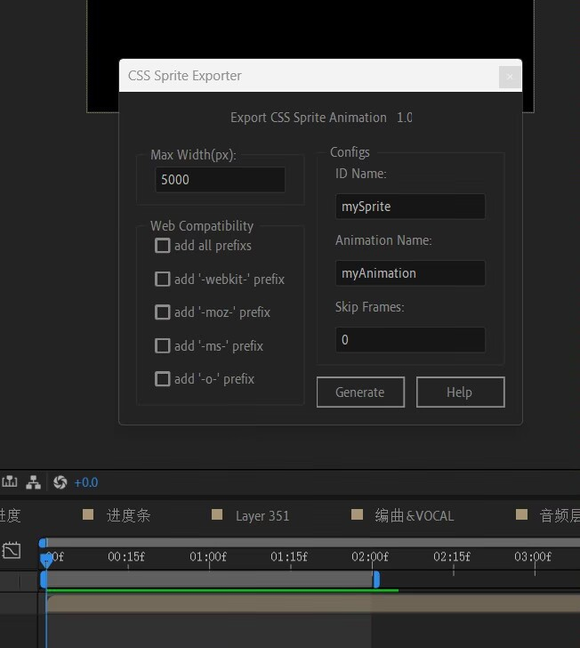 CSS Sprite Exporter
Export CSS Sprite Animation 1.0
Max Width(px):
5000
Web Compatibility
add all prefixs
add '-webkit-' prefix
add '-moz-' prefix
add '-ms-' prefix
add '-o-' prefix
Configs
ID Name:
mySprite
Animation Name:
myAnimation
Skip Frames:
0
Generate
Help
+0.0
进度
进度条
Layer 351
编曲&VOCAL
音频层
00:15f
01:00f
01:15f
02:00f
02:15f
03:00f